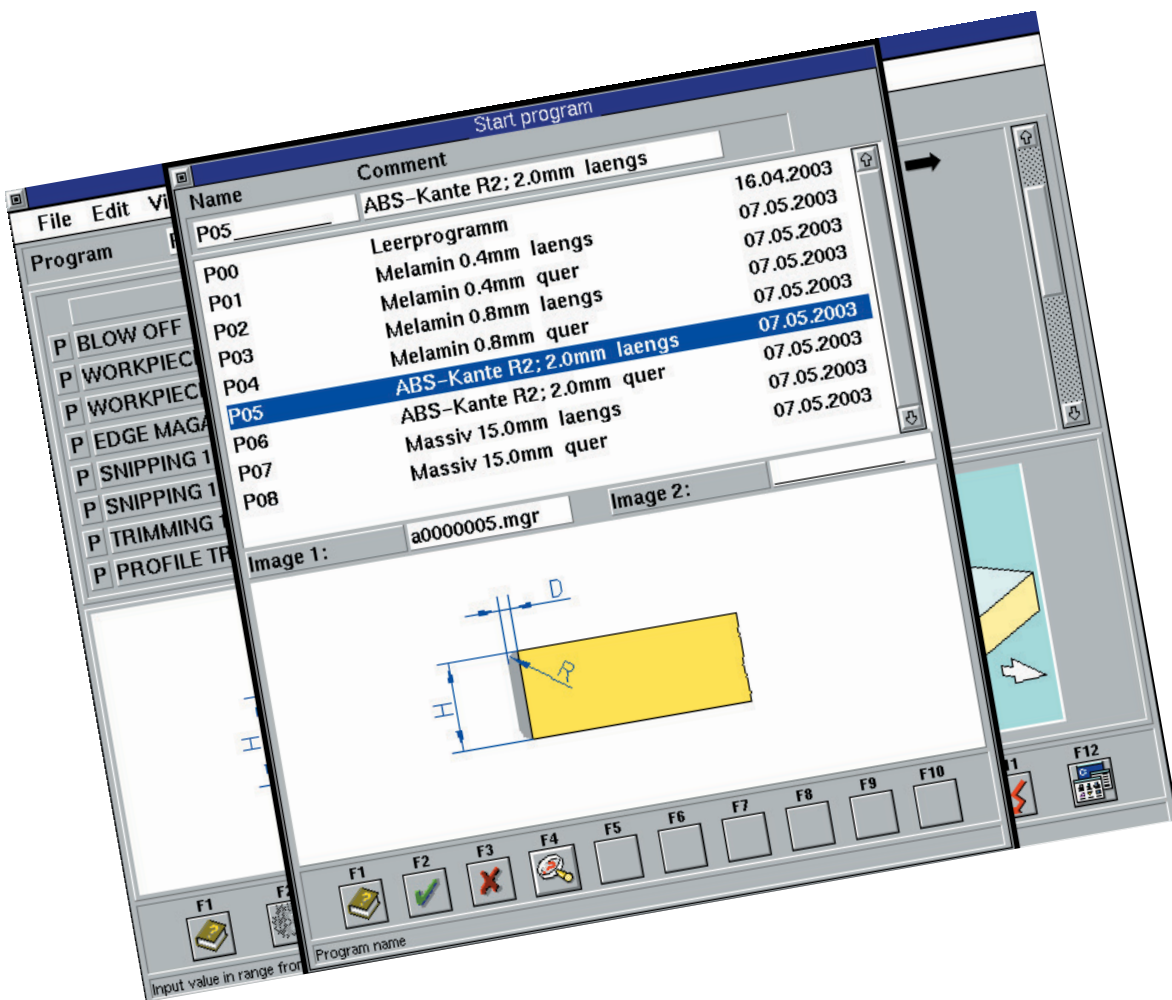 Start program
Name
Comment
P05
ABS-Kante R2; 2.0mm laengs
P00 Leerprogramm 16.04.2003
P01 Melamin 0.4mm laengs 07.05.2003
P02 Melamin 0.4mm quer 07.05.2003
P03 Melamin 0.8mm laengs 07.05.2003
P04 Melamin 0.8mm quer 07.05.2003
P05 ABS-Kante R2; 2.0mm laengs 07.05.2003
P06 ABS-Kante R2; 2.0mm quer 07.05.2003
P07 Massiv 15.0mm laengs 07.05.2003
P08 Massiv 15.0mm quer 07.05.2003
Image 1: a0000005.mgr Image 2:
D
R
H
F1 F2 F3 F4 F5 F6 F7 F8 F9 F10
Program name
File Edit
Program
P BLOW OFF
P
P
P EDGE
P SNIPPING 1
P SNIPPING 1
P TRIMMING 1
P PROFILE
H
F1
F12
Input value in range from